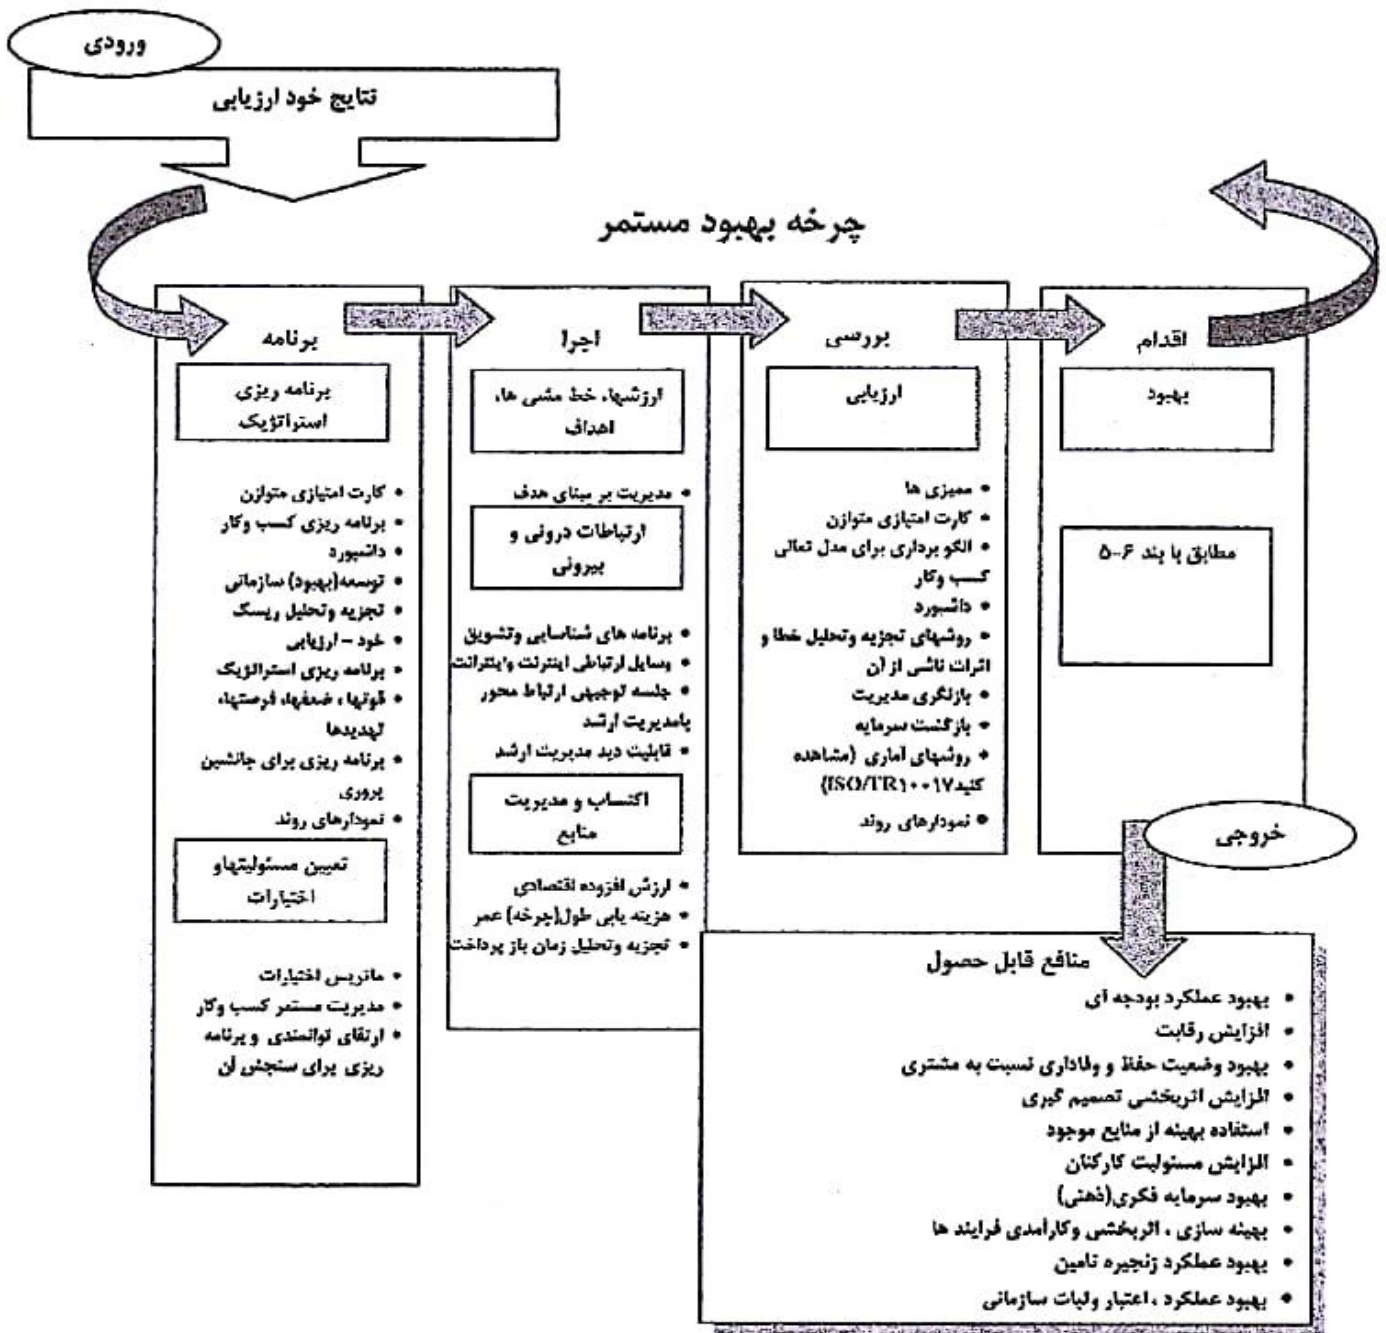 ورودی
نتایج خود ارزیابی
چرخه بهبود مستمر
برنامه
برنامه ریزی
استراتژیک
• کارت امتیازی متوازن
• برنامه ریزی کسب وکار
• داشبورد
• توسعه(بهبود) سازمانی
• تجزیه وتحلیل ریسک
• خود – ارزیابی
• برنامه ریزی استراتژیک
• قوتها ، ضعفها، فرصتها،
تهدیدها
• برنامه ریزی برای جانشین
پروری
• نمودارهای روند
تعیین مسئولیتهاو
اختیارات
• ماتریس اختیارات
• مدیریت مستمر کسب وکار
• ارتقای توانمندی و برنامه
ریزی برای سنجش آن
اجرا
ارزشها، خط مشی ها،
اهداف
• مدیریت بر مبنای هدف
ارتباطات درونی و
بیرونی
• برنامه های شناسایی وتشویق
• وسایل ارتباطی اینترنت واینترانت
• جلسه توجیهی ارتباط محور
بامدیریت ارشد
• قابلیت دید مدیریت ارشد
اکتساب و مدیریت
منابع
• ارزش افزوده اقتصادی
• هزینه یابی طول(چرخه) عمر
• تجزیه وتحلیل زمان باز پرداخت
بررسی
ارزیابی
• ممیزی ها
• کارت امتیازی متوازن
• الگو برداری برای مدل تعالی
کسب وکار
• داشبورد
• روشهای تجزیه وتحلیل خطا و
اثرات ناشی از آن
• بازنگری مدیریت
• بازگشت سرمایه
• روشهای آماری (مشاهده
کنیدISO/TR۱۰۰۱۷)
• نمودارهای روند
اقدام
بهبود
مطابق با بند ۶-۵
خروجی
منافع قابل حصول
• بهبود عملکرد بودجه ای
• افزایش رقابت
• بهبود وضعیت حفظ و وفاداری نسبت به مشتری
• افزایش اثربخشی تصمیم گیری
• استفاده بهینه از منابع موجود
• افزایش مسئولیت کارکنان
• بهبود سرمایه فکری(ذهنی)
• بهینه سازی ، اثربخشی وکارآمدی فرایند ها
• بهبود عملکرد زنجیره تامین
• بهبود عملکرد ، اعتبار وثبات سازمانی